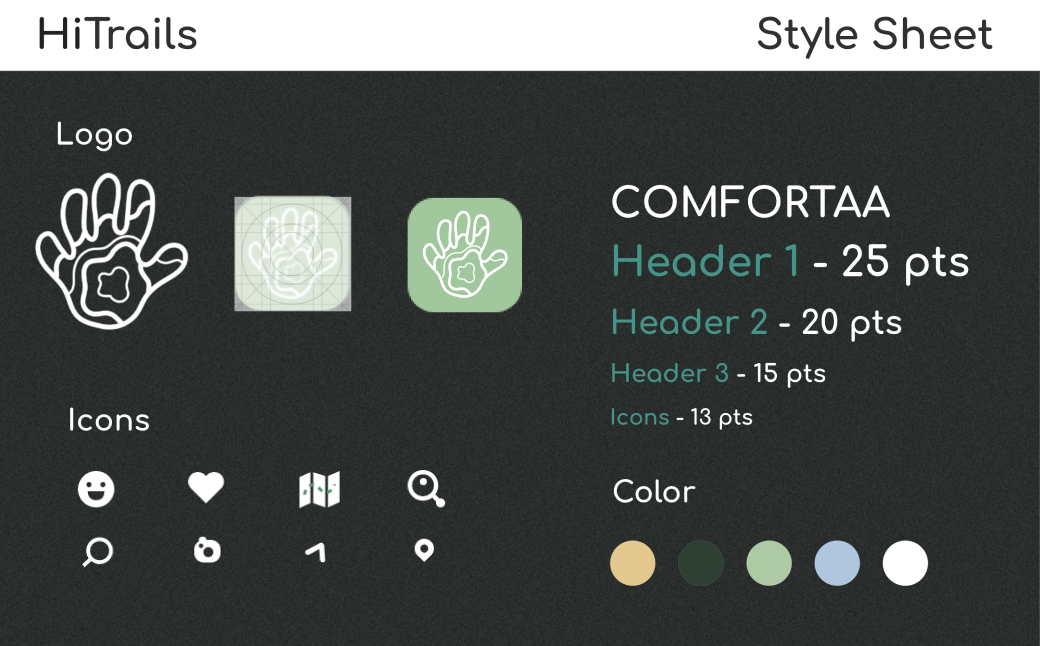 HiTrails
Style Sheet
Logo
Font
COMFORTAA
Header 1 - 25 pts
Header 2 - 20 pts
Header 3 - 15 pts
Icons - 13 pts
Icons
Color